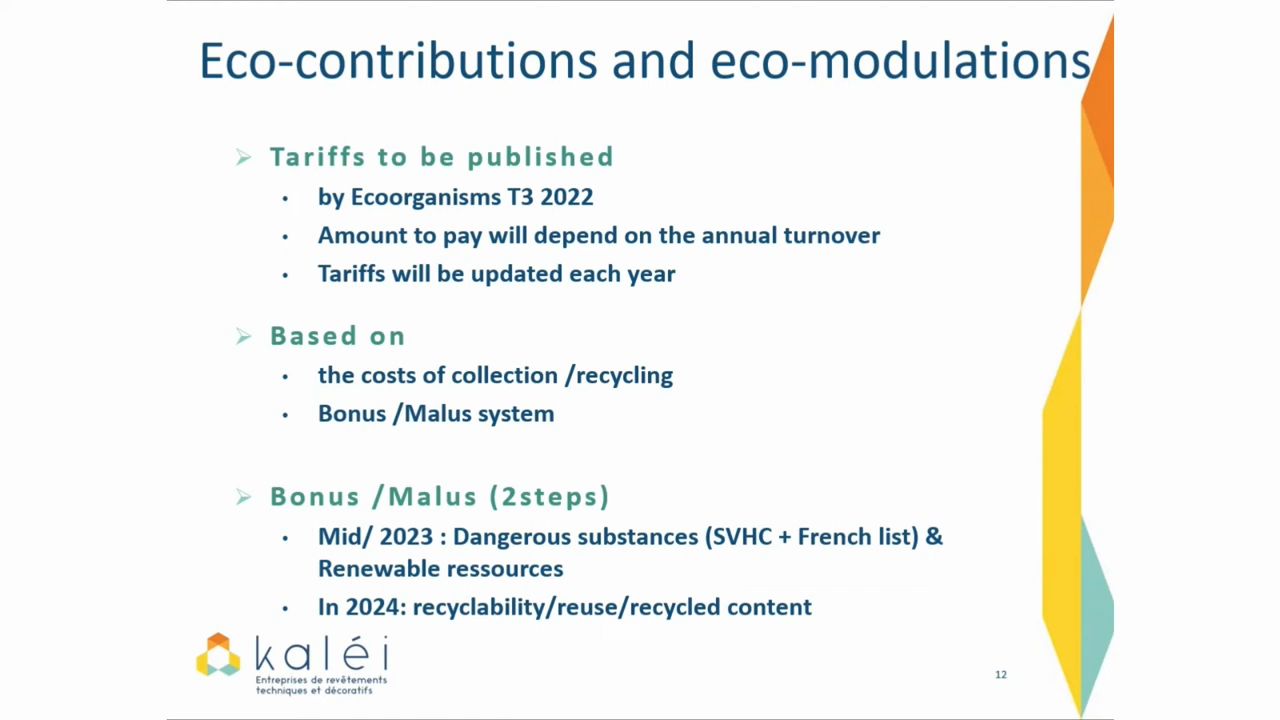 Eco-contributions and eco-modulations
Tariffs to be published
by Ecoorganisms T3 2022
Amount to pay will depend on the annual turnover
Tariffs will be updated each year
Based on
the costs of collection /recycling
Bonus /Malus system
Bonus /Malus (2steps)
Mid/ 2023 : Dangerous substances (SVHC + French list) &
Renewable ressources
In 2024: recyclability/reuse/recycled content
kaléi
Entreprises de revêtements
techniques et décoratifs
12